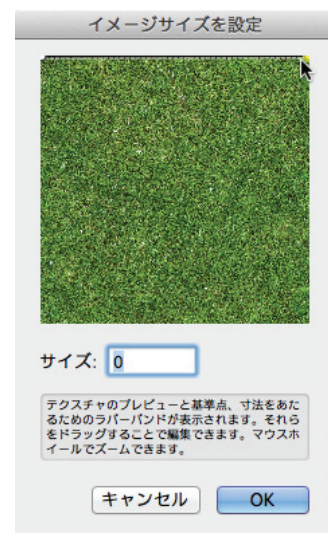 イメージサイズを設定
サイズ: 0
テクスチャのプレビューと基準点、寸法をあた
るためのラバーバンドが表示されます。それら
をドラッグすることで編集できます。マウスホ
イールでズームできます。
キャンセル OK